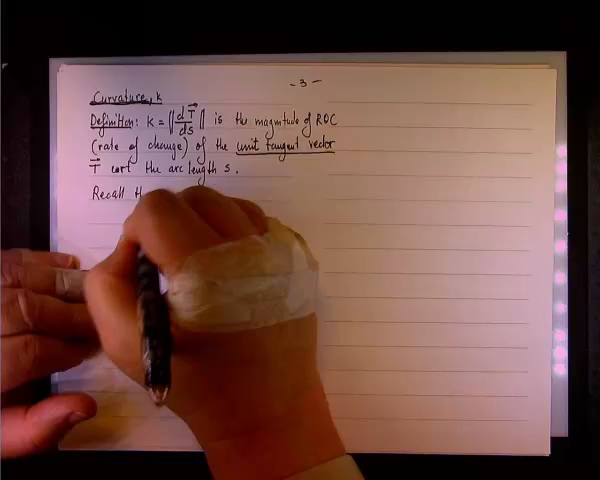 - 3 -
Curvature, k
Definition: k = ‖dT⃗/ds‖ is the magnitude of ROC
(rate of change) of the unit tangent vector
T⃗ wrt the arc length s.
Recall